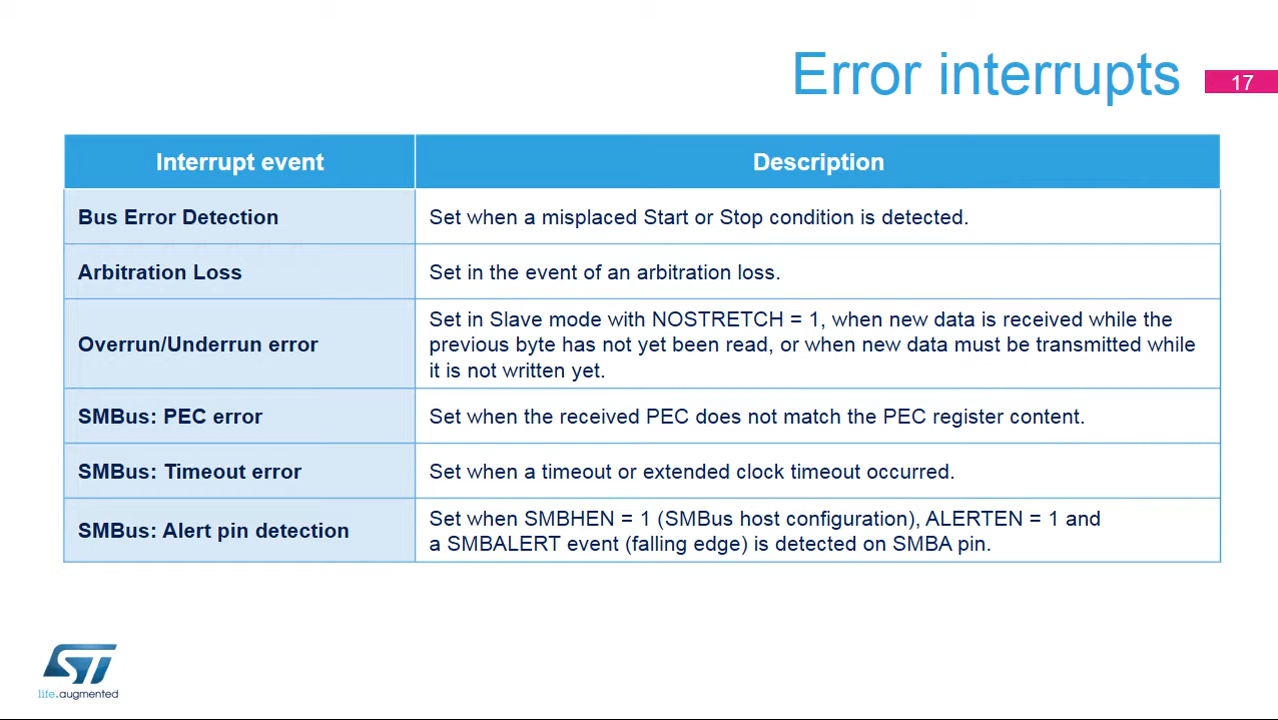 Error interrupts
17
Interrupt event
Description
Bus Error Detection
Set when a misplaced Start or Stop condition is detected.
Arbitration Loss
Set in the event of an arbitration loss.
Overrun/Underrun error
Set in Slave mode with NOSTRETCH = 1, when new data is received while the
previous byte has not yet been read, or when new data must be transmitted while
it is not written yet.
SMBus: PEC error
Set when the received PEC does not match the PEC register content.
SMBus: Timeout error
Set when a timeout or extended clock timeout occurred.
SMBus: Alert pin detection
Set when SMBHEN = 1 (SMBus host configuration), ALERTEN = 1 and
a SMBALERT event (falling edge) is detected on SMBA pin.
ST
life.augmented